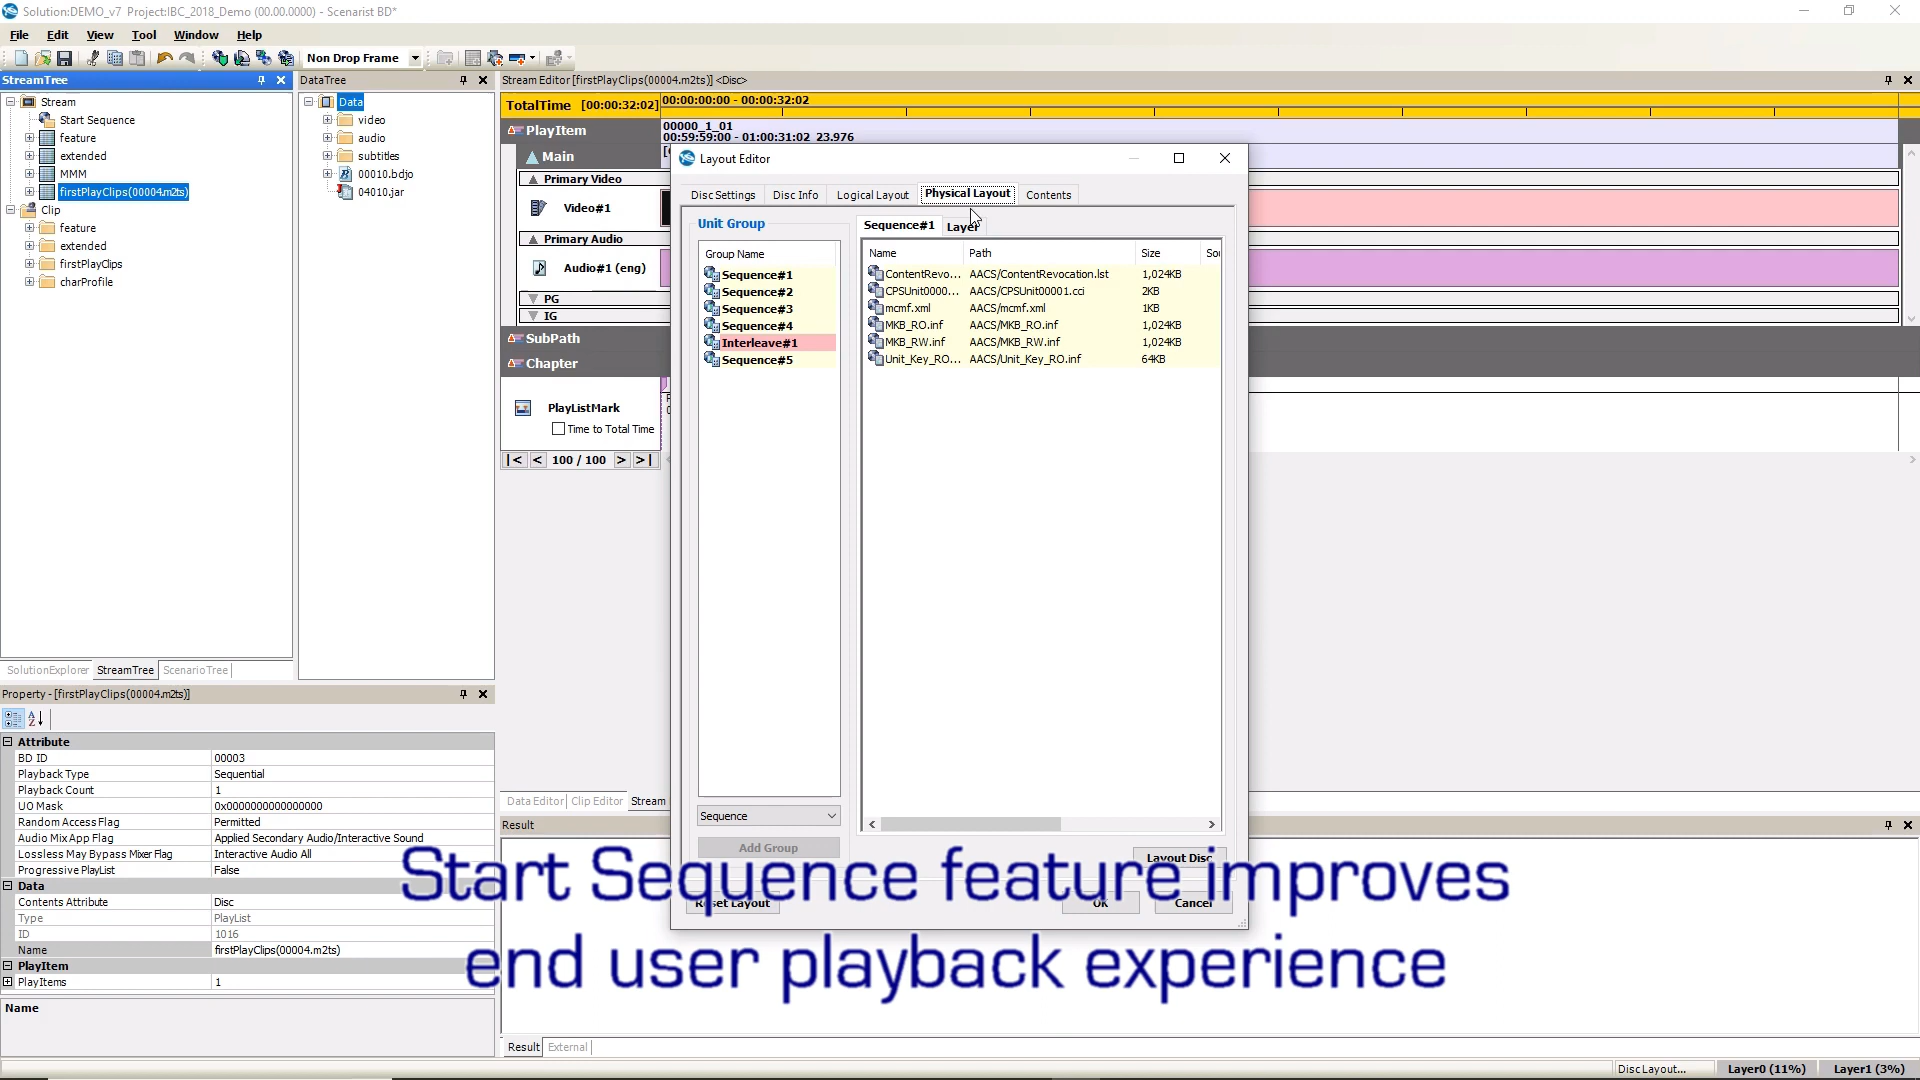 Solution:DEMO_v7 Project:IBC_2018_Demo (00.00.0000) - Scenarist BD*
File Edit View Tool Window Help
Non Drop Frame
StreamTree
Stream
Start Sequence
feature
extended
MMM
firstPlayClips(00004.m2ts)
Clip
feature
extended
firstPlayClips
charProfile
SolutionExplorer StreamTree ScenarioTree
DataTree
Data
video
audio
subtitles
00010.bdjo
04010.jar
Stream Editor [firstPlayClips(00004.m2ts)] <Disc>
TotalTime [00:00:32:02] 00:00:00:00 - 00:00:32:02
PlayItem
00000_1_01
00:59:59:00 - 01:00:31:02 23.976
Main
Primary Video
Video#1
Primary Audio
Audio#1 (eng)
PG
IG
SubPath
Chapter
PlayListMark
Time to Total Time
|< < 100 / 100 > >|
Data Editor Clip Editor Stream
Layout Editor
Disc Settings Disc Info Logical Layout Physical Layout Contents
Unit Group
Group Name
Sequence#1
Sequence#2
Sequence#3
Sequence#4
Interleave#1
Sequence#5
Sequence
Add Group
Sequence#1 Layer
Name Path Size Sou
ContentRevo... AACS/ContentRevocation.lst 1,024KB
CPSUnit0000... AACS/CPSUnit00001.cci 2KB
mcmf.xml AACS/mcmf.xml 1KB
MKB_RO.inf AACS/MKB_RO.inf 1,024KB
MKB_RW.inf AACS/MKB_RW.inf 1,024KB
Unit_Key_RO... AACS/Unit_Key_RO.inf 64KB
Layout Disc
Reset Layout OK Cancel
Property - [firstPlayClips(00004.m2ts)]
Attribute
BD ID 00003
Playback Type Sequential
Playback Count 1
UO Mask 0x0000000000000000
Random Access Flag Permitted
Audio Mix App Flag Applied Secondary Audio/Interactive Sound
Lossless May Bypass Mixer Flag Interactive Audio All
Progressive PlayList False
Data
Contents Attribute Disc
Type PlayList
ID 1016
Name firstPlayClips(00004.m2ts)
PlayItem
PlayItems 1
Name
Result
Start Sequence feature improves
end user playback experience
Result External
Disc Layout... Layer0 (11%) Layer1 (3%)